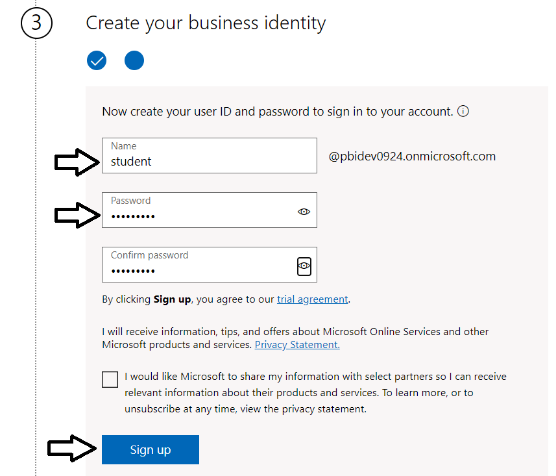 3 Create your business identity
Now create your user ID and password to sign in to your account.
Name
student @pbidev0924.onmicrosoft.com
Password
•••••••••
Confirm password
•••••••••
By clicking Sign up, you agree to our trial agreement.
I will receive information, tips, and offers about Microsoft Online Services and other
Microsoft products and services. Privacy Statement.
I would like Microsoft to share my information with select partners so I can receive
relevant information about their products and services. To learn more, or to
unsubscribe at any time, view the privacy statement.
Sign up